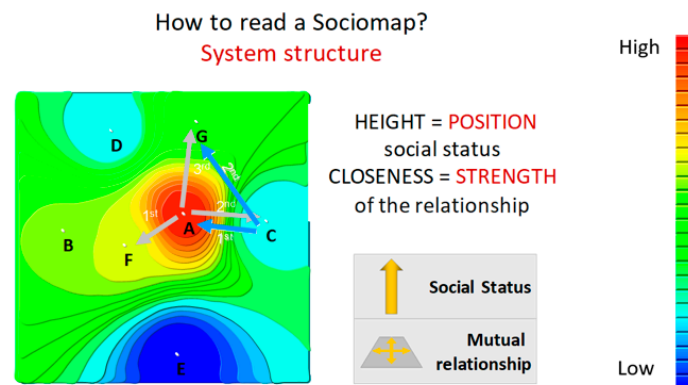 How to read a Sociomap?
System structure
High
HEIGHT = POSITION
social status
CLOSENESS = STRENGTH
of the relationship
D
G
3rd
2nd
1st
2nd
A
1st
C
B
F
E
Social Status
Mutual
relationship
Low